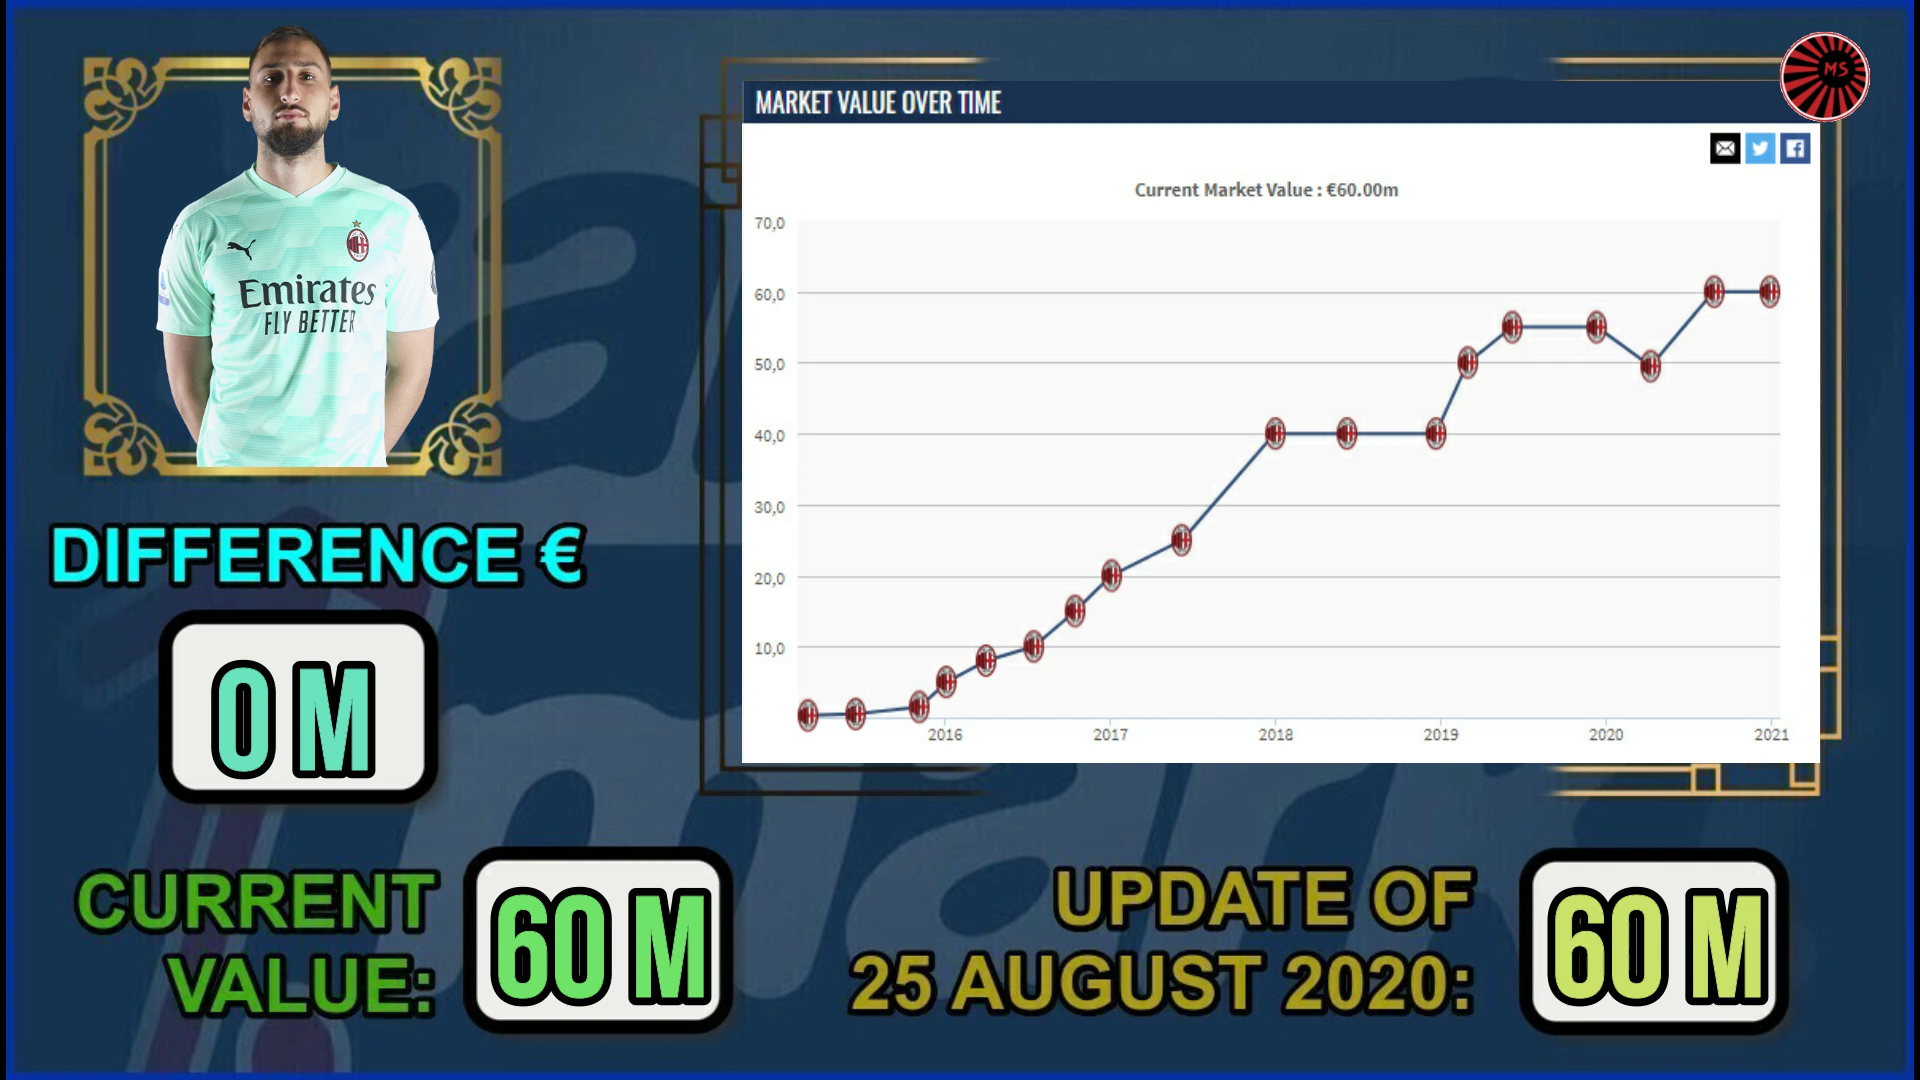 MS
MARKET VALUE OVER TIME
Current Market Value : €60.00m
70,0
60,0
50,0
40,0
30,0
20,0
10,0
2016 2017 2018 2019 2020 2021
Emirates
FLY BETTER
DIFFERENCE €
0 M
CURRENT
VALUE:
60 M
UPDATE OF
25 AUGUST 2020:
60 M